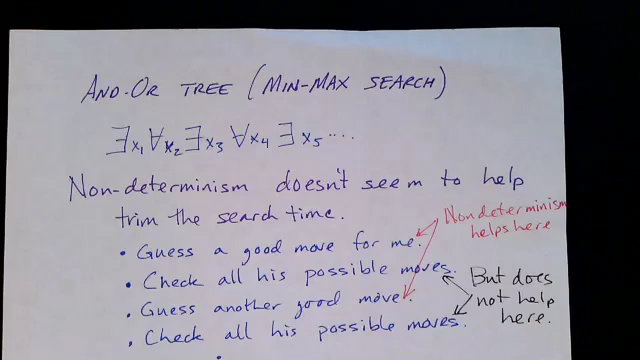 AND-OR TREE (MIN-MAX SEARCH)
∃x₁ ∀x₂ ∃x₃ ∀x₄ ∃x₅ ....
Non-determinism doesn't seem to help
trim the search time.
• Guess a good move for me.
• Check all his possible moves.
• Guess another good move.
• Check all his possible moves.
Nondeterminism
helps here
But does
not help
here.